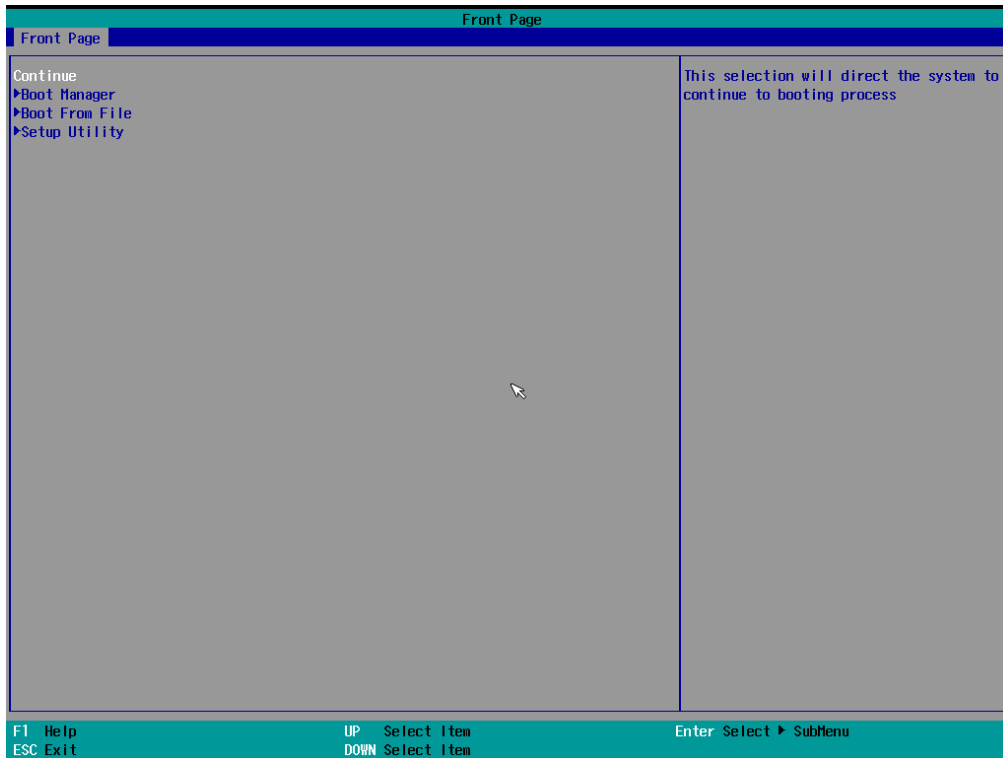 Front Page
Front Page
Continue
▶Boot Manager
▶Boot From File
▶Setup Utility
This selection will direct the system to
continue to booting process
F1 Help
ESC Exit
UP Select Item
DOWN Select Item
Enter Select ▶ SubMenu